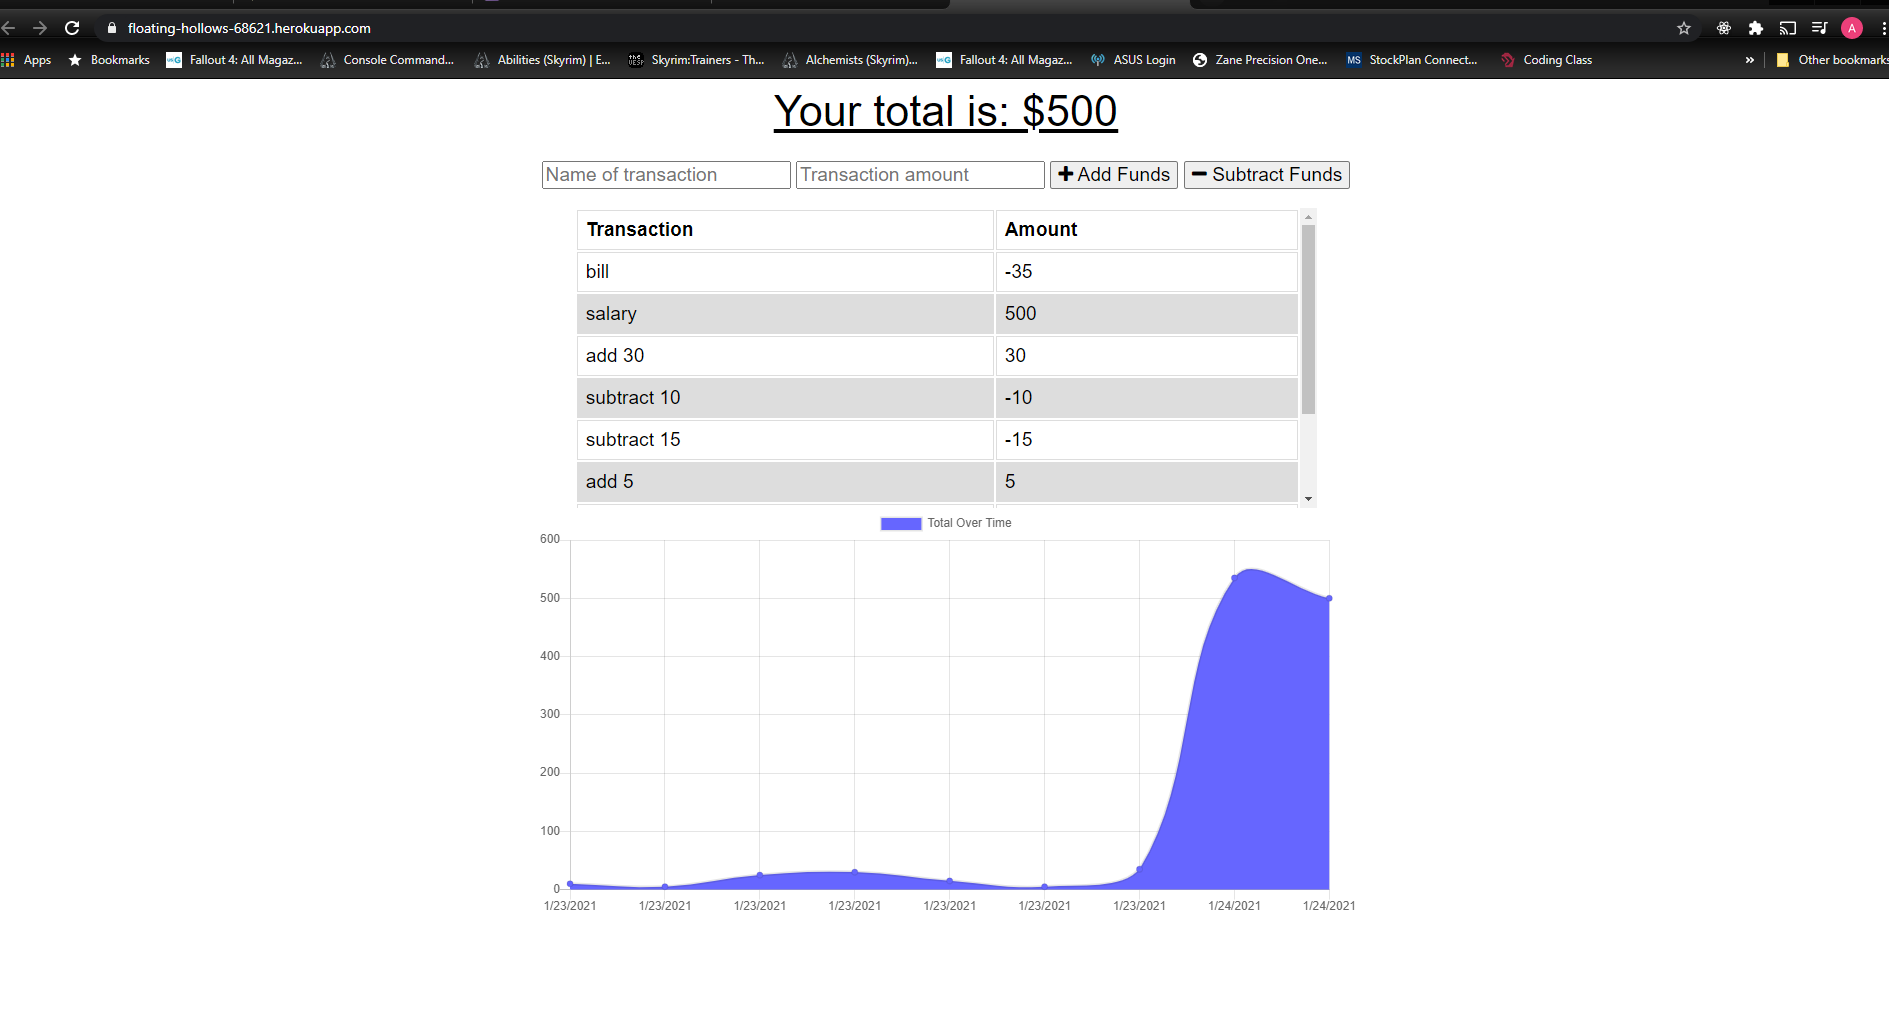 floating-hollows-68621.herokuapp.com
A
Apps Bookmarks Fallout 4: All Magaz... Console Command... Abilities (Skyrim) | E... Skyrim:Trainers - Th... Alchemists (Skyrim)... Fallout 4: All Magaz... ASUS Login Zane Precision One... MS StockPlan Connect... Coding Class » Other bookmarks
Your total is: $500
Name of transaction Transaction amount Add Funds Subtract Funds
Transaction Amount
bill -35
salary 500
add 30 30
subtract 10 -10
subtract 15 -15
add 5 5
Total Over Time
600
500
400
300
200
100
0
1/23/2021 1/23/2021 1/23/2021 1/23/2021 1/23/2021 1/23/2021 1/23/2021 1/24/2021 1/24/2021